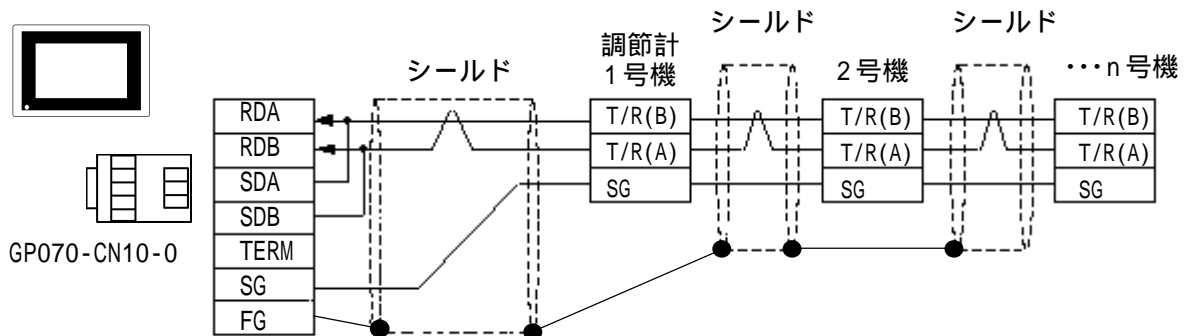 シールド
シールド
シールド
調節計
1号機
2号機
・・・n号機
RDA
RDB
SDA
SDB
TERM
SG
FG
T/R(B)
T/R(A)
SG
T/R(B)
T/R(A)
SG
T/R(B)
T/R(A)
SG
GP070-CN10-0